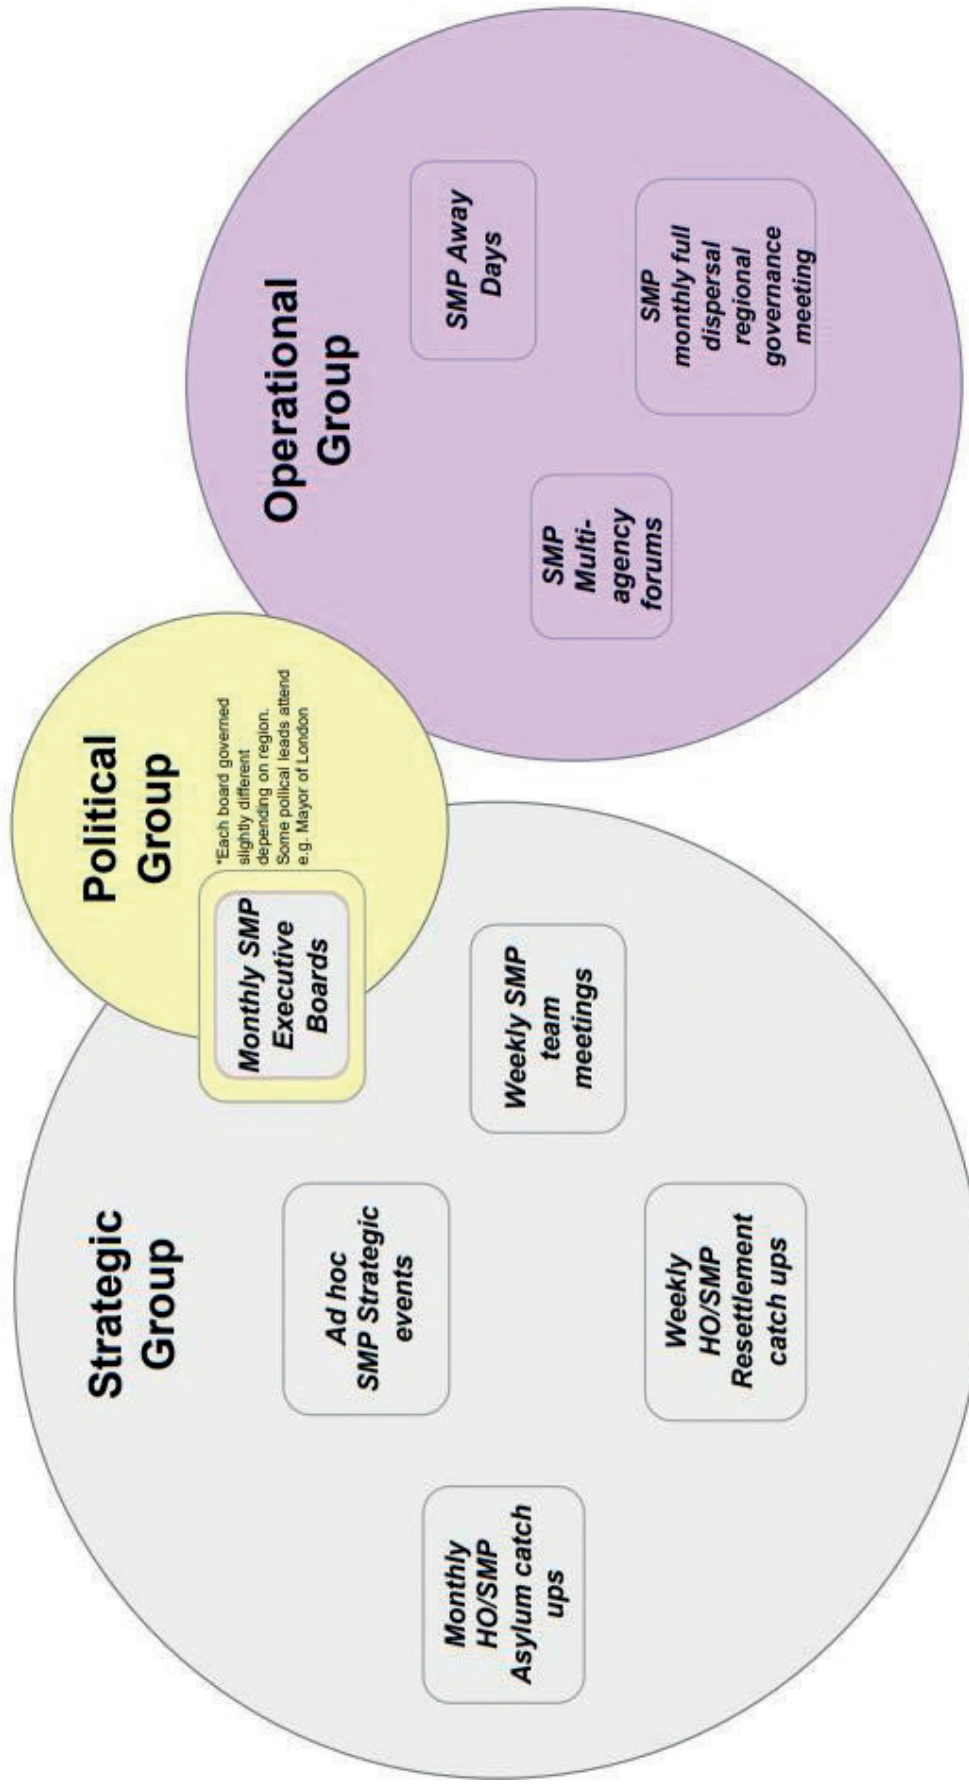 Strategic
Group
Monthly
HO/SMP
Asylum catch
ups
Ad hoc
SMP Strategic
events
Weekly
HO/SMP
Resettlement
catch ups
Weekly SMP
team
meetings
Monthly SMP
Executive
Boards
Political
Group
*Each board governed
slightly different
depending on region.
Some political leads attend
e.g. Mayor of London
Operational
Group
SMP
Multi-
agency
forums
SMP Away
Days
SMP
monthly full
dispersal
regional
governance
meeting